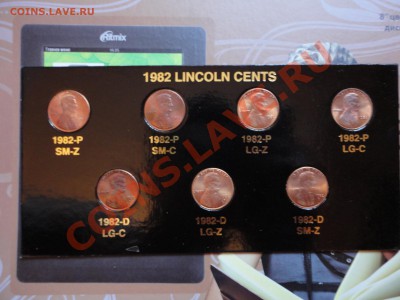 COINS.LAVE.RU
Ritmix
1982 LINCOLN CENTS
1982-P
SM-Z
1982-P
SM-C
1982-P
LG-Z
1982-P
LG-C
1982-D
LG-C
1982-D
LG-Z
1982-D
SM-Z
COINS.LAVE.RU